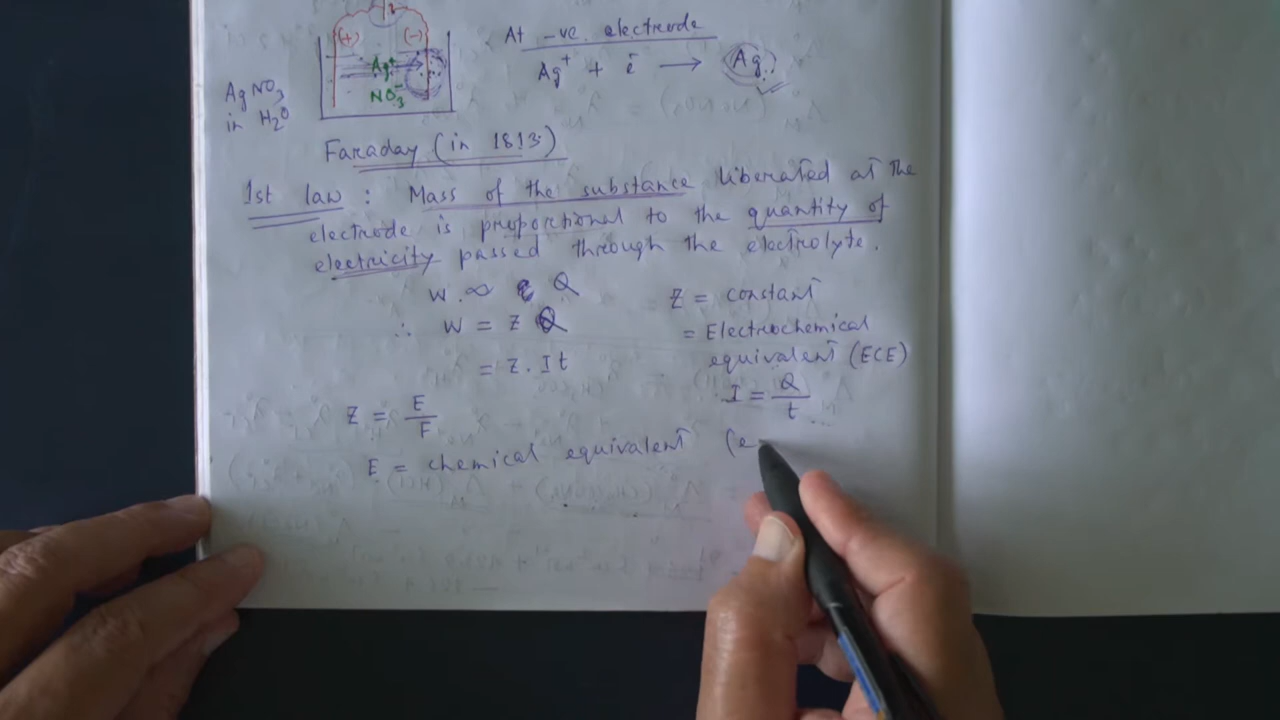 (+) (-)
Ag⁺
NO₃⁻
AgNO₃
in H₂O
At -ve electrode
Ag⁺ + ē → Ag
Faraday (in 1813)
1st law : Mass of the substance liberated at the
electrode is proportional to the quantity of
electricity passed through the electrolyte.
W ∝ Q
∴ W = Z Q
= Z. It
Z = constant
= Electrochemical
equivalent (ECE)
I = Q/t
Z = E/F
E = chemical equivalent (e